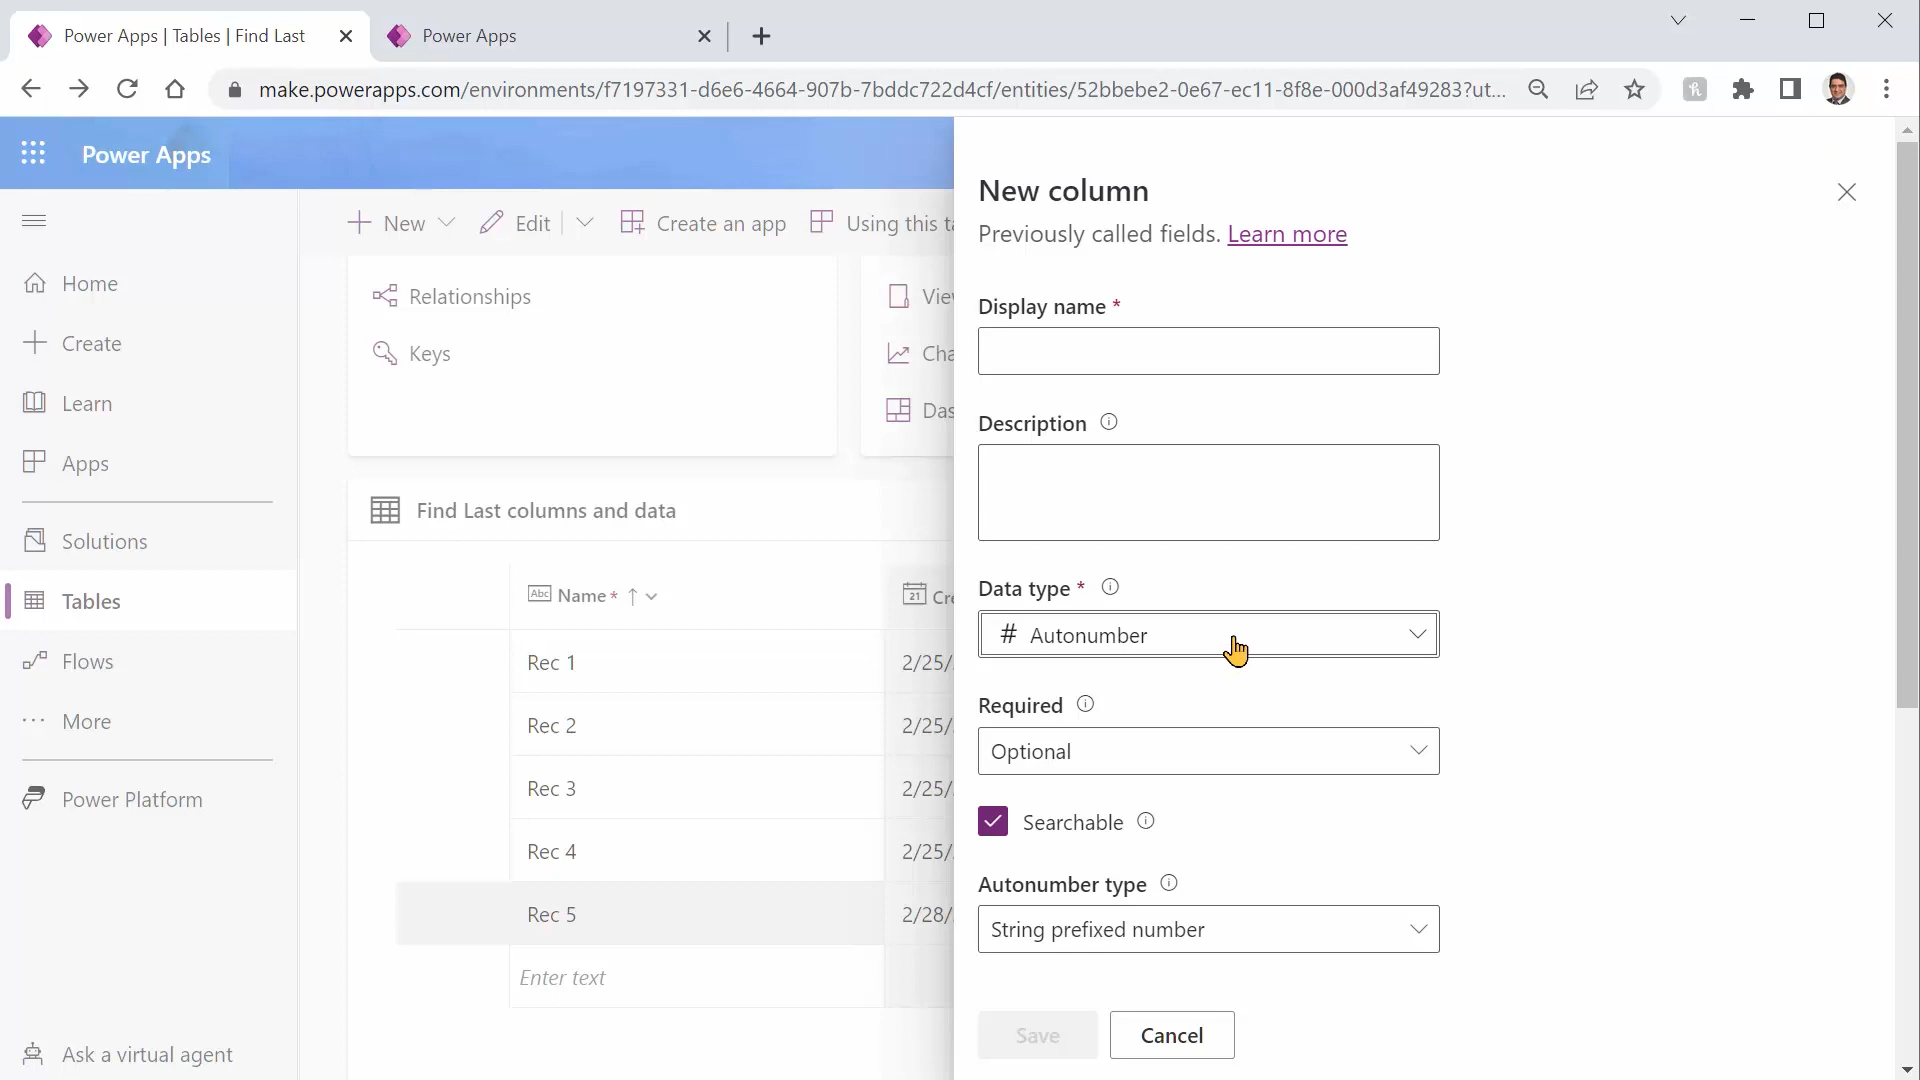 Power Apps | Tables | Find Last
Power Apps
make.powerapps.com/environments/f7197331-d6e6-4664-907b-7bddc722d4cf/entities/52bbebe2-0e67-ec11-8f8e-000d3af49283?ut...
Power Apps
New
Edit
Create an app
Using this ta
Home
Create
Learn
Apps
Solutions
Tables
Flows
More
Power Platform
Ask a virtual agent
Relationships
Keys
Vie
Cha
Das
Find Last columns and data
Abc Name * 21 Cre
Rec 1 2/25/
Rec 2 2/25/
Rec 3 2/25/
Rec 4 2/25/
Rec 5 2/28/
Enter text
New column
Previously called fields. Learn more
Display name *
Description
Data type *
# Autonumber
Required
Optional
Searchable
Autonumber type
String prefixed number
Save
Cancel